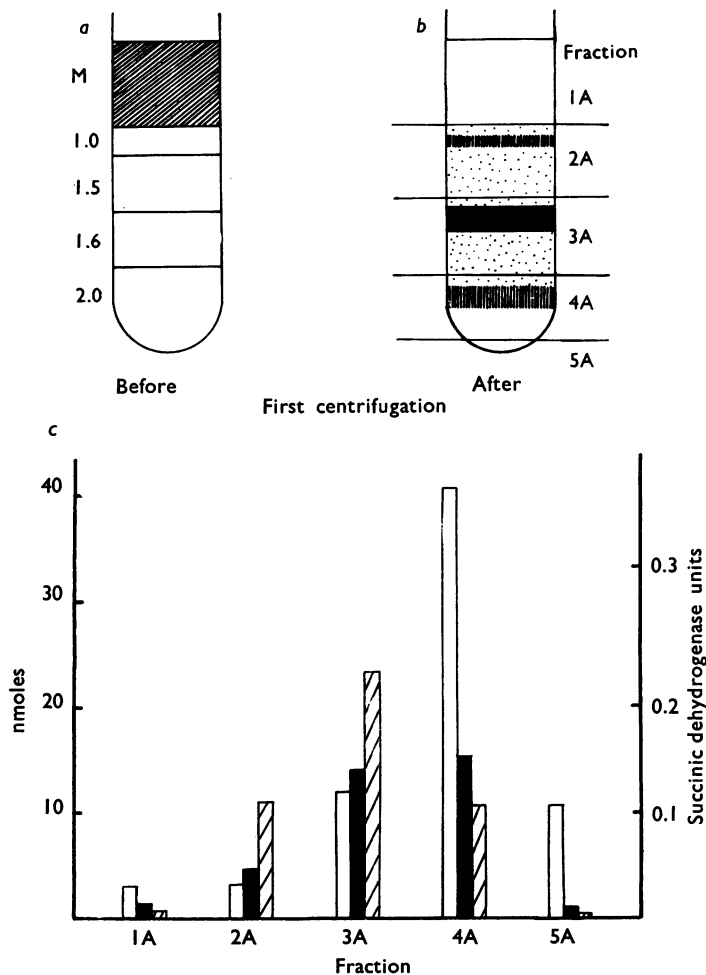 a
M
1.0
1.5
1.6
2.0
Before
b
Fraction
1A
2A
3A
4A
5A
After
First centrifugation
c
nmoles
40
30
20
10
Succinic dehydrogenase units
0.3
0.2
0.1
1A 2A 3A 4A 5A
Fraction